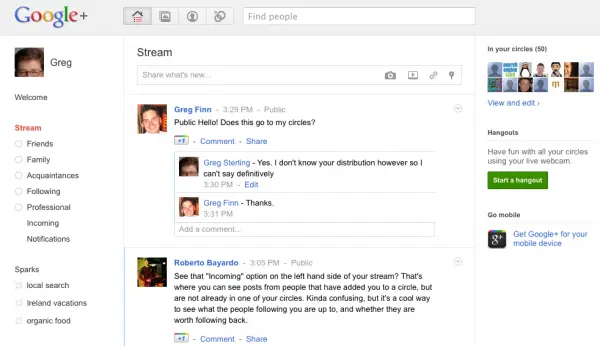 Google+
Find people
Greg
Welcome
Stream
Friends
Family
Acquaintances
Following
Professional
Incoming
Notifications
Sparks
local search
Ireland vacations
organic food
Stream
Share what's new...
Greg Finn - 3:29 PM - Public
Public Hello! Does this go to my circles?
+1 - Comment - Share
Greg Sterling - Yes. I don't know your distribution however so I
can't say definitively
3:30 PM - Edit
Greg Finn - Thanks.
3:31 PM
Add a comment...
Roberto Bayardo - 3:05 PM - Public
See that "Incoming" option on the left hand side of your stream? That's
where you can see posts from people that have added you to a circle, but
are not already in one of your circles. Kinda confusing, but it's a cool way
to see what the people following you are up to, and whether they are
worth following back.
+1 - Comment - Share
In your circles (50)
View and edit ›
Hangouts
Have fun with all your circles
using your live webcam.
Start a hangout
Go mobile
g+
Get Google+ for your
mobile device